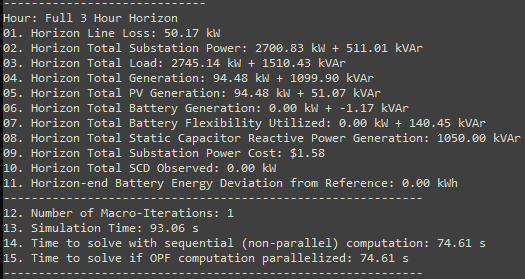 ------------------------------
Hour: Full 3 Hour Horizon
01. Horizon Line Loss: 50.17 kW
02. Horizon Total Substation Power: 2700.83 kW + 511.01 kVAr
03. Horizon Total Load: 2745.14 kW + 1510.43 kVAr
04. Horizon Total Generation: 94.48 kW + 1099.90 kVAr
05. Horizon Total PV Generation: 94.48 kW + 51.07 kVAr
06. Horizon Total Battery Generation: 0.00 kW + -1.17 kVAr
07. Horizon Total Battery Flexibility Utilized: 0.00 kW + 140.45 kVAr
08. Horizon Total Static Capacitor Reactive Power Generation: 1050.00 kVAr
09. Horizon Total Substation Power Cost: $1.58
10. Horizon Total SCD Observed: 0.00 kW
11. Horizon-end Battery Energy Deviation from Reference: 0.00 kWh
------------------------------------------------------------
12. Number of Macro-Iterations: 1
13. Simulation Time: 93.06 s
14. Time to solve with sequential (non-parallel) computation: 74.61 s
15. Time to solve if OPF computation parallelized: 74.61 s
------------------------------------------------------------